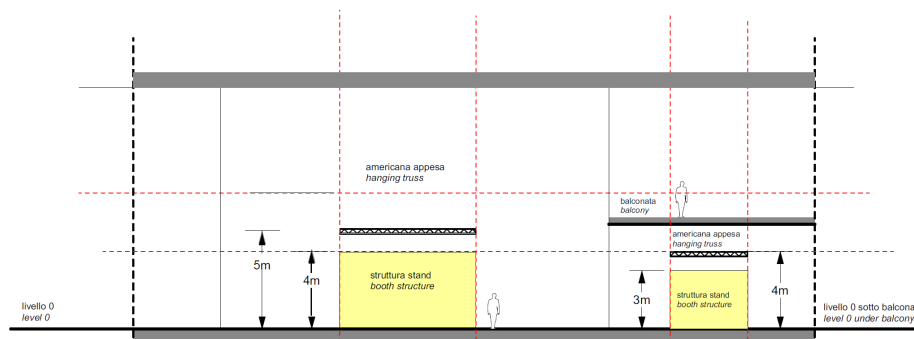 americana appesa
hanging truss
balconata
balcony
americana appesa
hanging truss
5m
4m
struttura stand
booth structure
3m
struttura stand
booth structure
4m
livello 0
level 0
livello 0 sotto balcona
level 0 under balcony